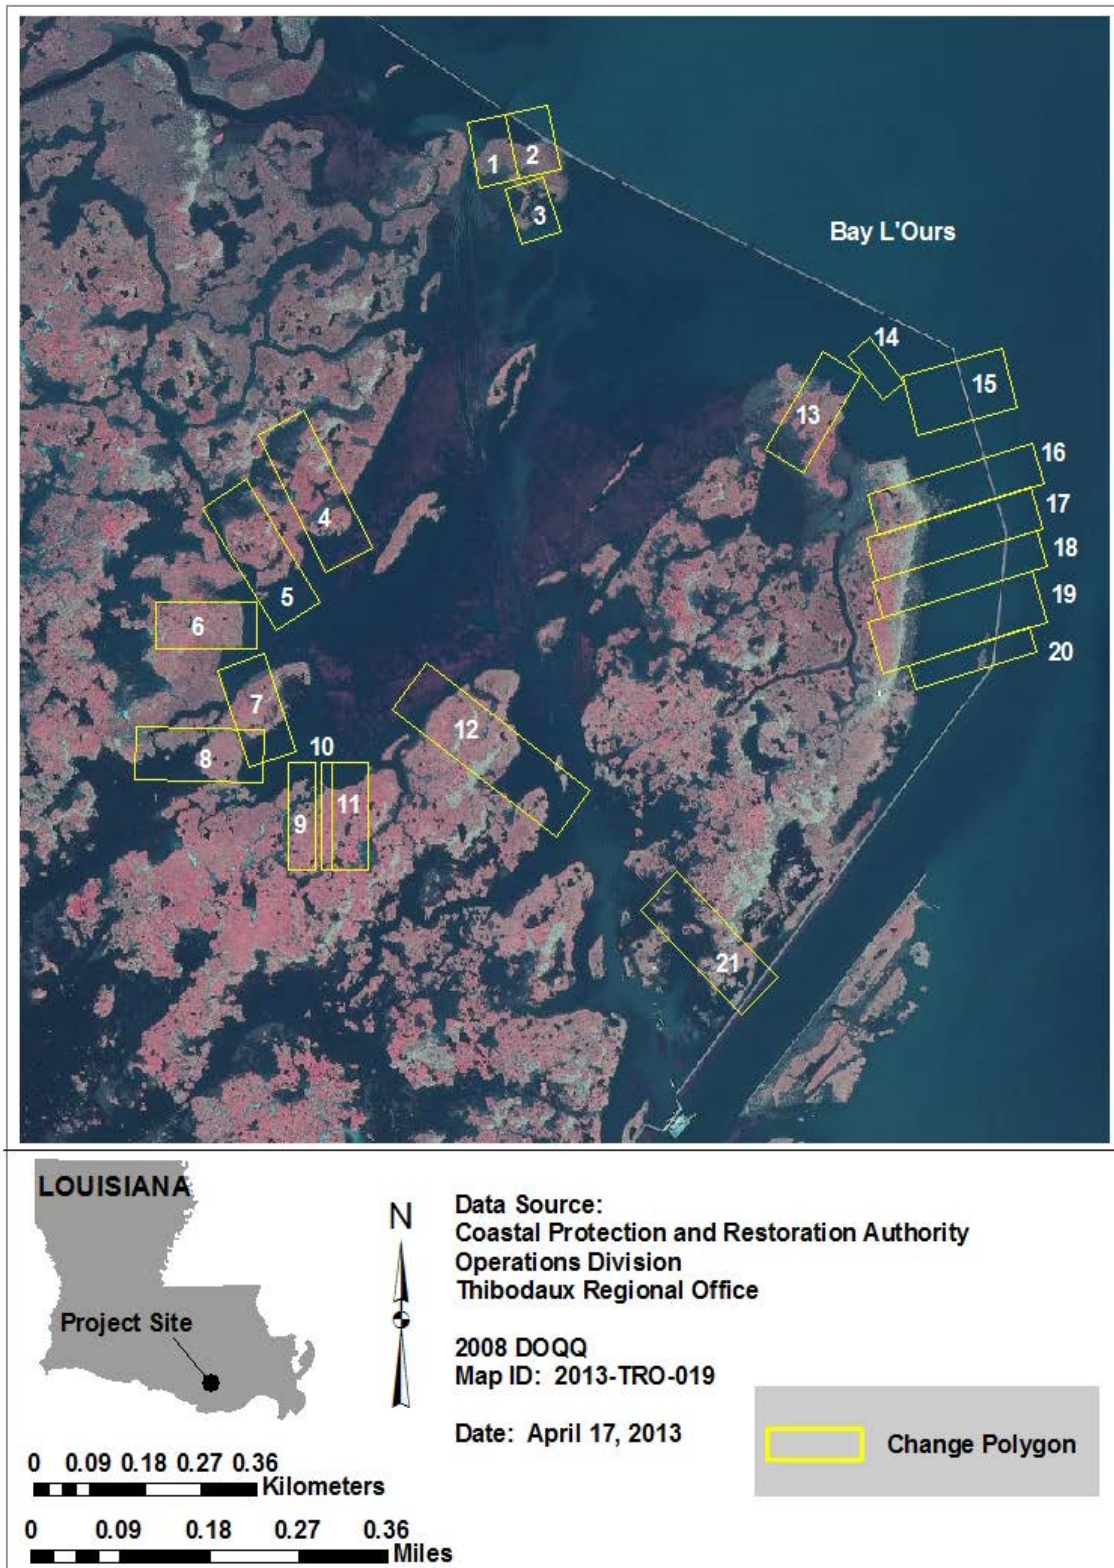 1
2
3
Bay L'Ours
14
15
13
16
17
4
18
5
19
6
20
7
12
10
8
11
9
21
LOUISIANA
Project Site
N
Data Source:
Coastal Protection and Restoration Authority
Operations Division
Thibodaux Regional Office
2008 DOQQ
Map ID: 2013-TRO-019
Date: April 17, 2013
Change Polygon
0 0.09 0.18 0.27 0.36
Kilometers
0 0.09 0.18 0.27 0.36
Miles